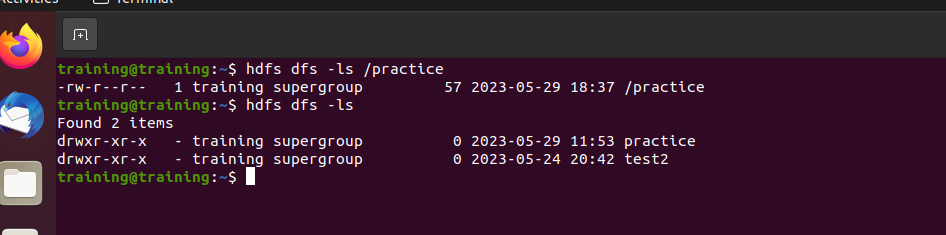 Terminal
training@training:~$ hdfs dfs -ls /practice
-rw-r--r--   1 training supergroup         57 2023-05-29 18:37 /practice
training@training:~$ hdfs dfs -ls
Found 2 items
drwxr-xr-x   - training supergroup          0 2023-05-29 11:53 practice
drwxr-xr-x   - training supergroup          0 2023-05-24 20:42 test2
training@training:~$